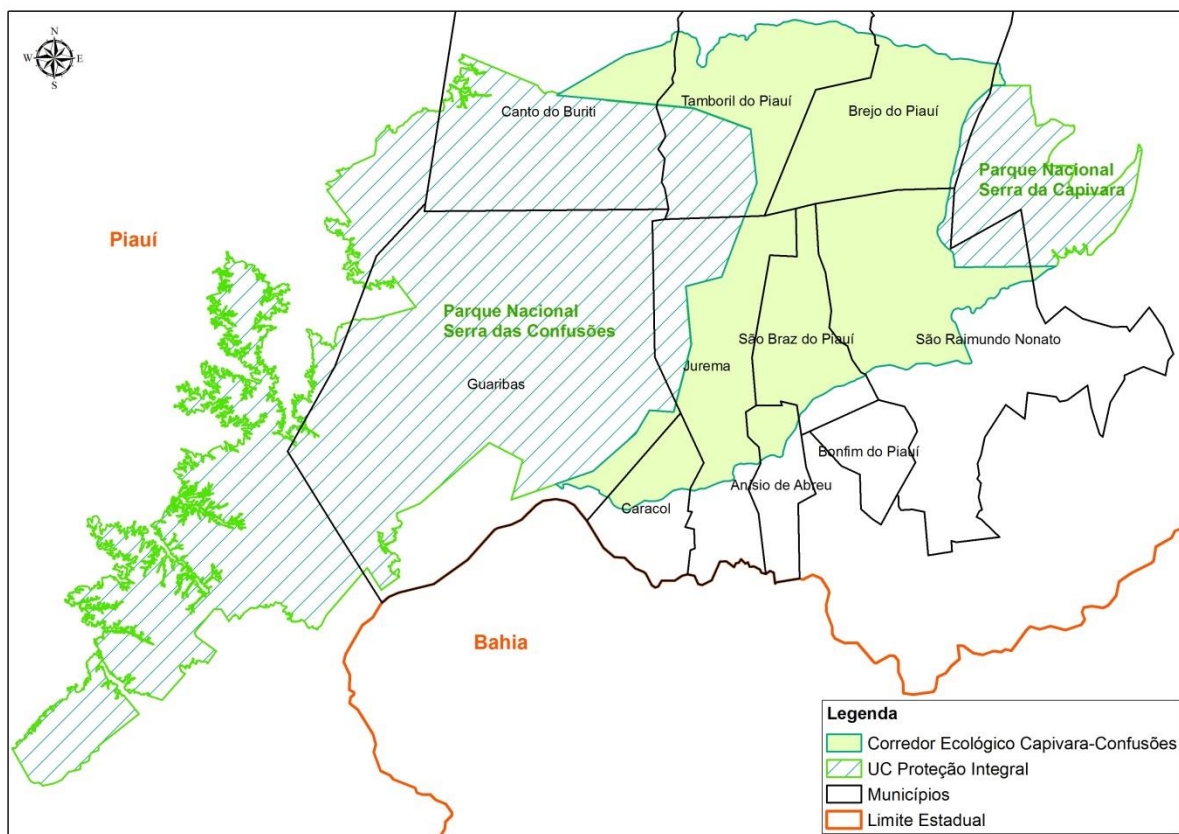 N
W E
S
Canto do Buriti
Tamboril do Piauí
Brejo do Piauí
Parque Nacional
Serra da Capivara
Piauí
Parque Nacional
Serra das Confusões
São Braz do Piauí
São Raimundo Nonato
Jurema
Guaribas
Bonfim do Piauí
Anísio de Abreu
Caracol
Bahia
Legenda
Corredor Ecológico Capivara-Confusões
UC Proteção Integral
Municípios
Limite Estadual